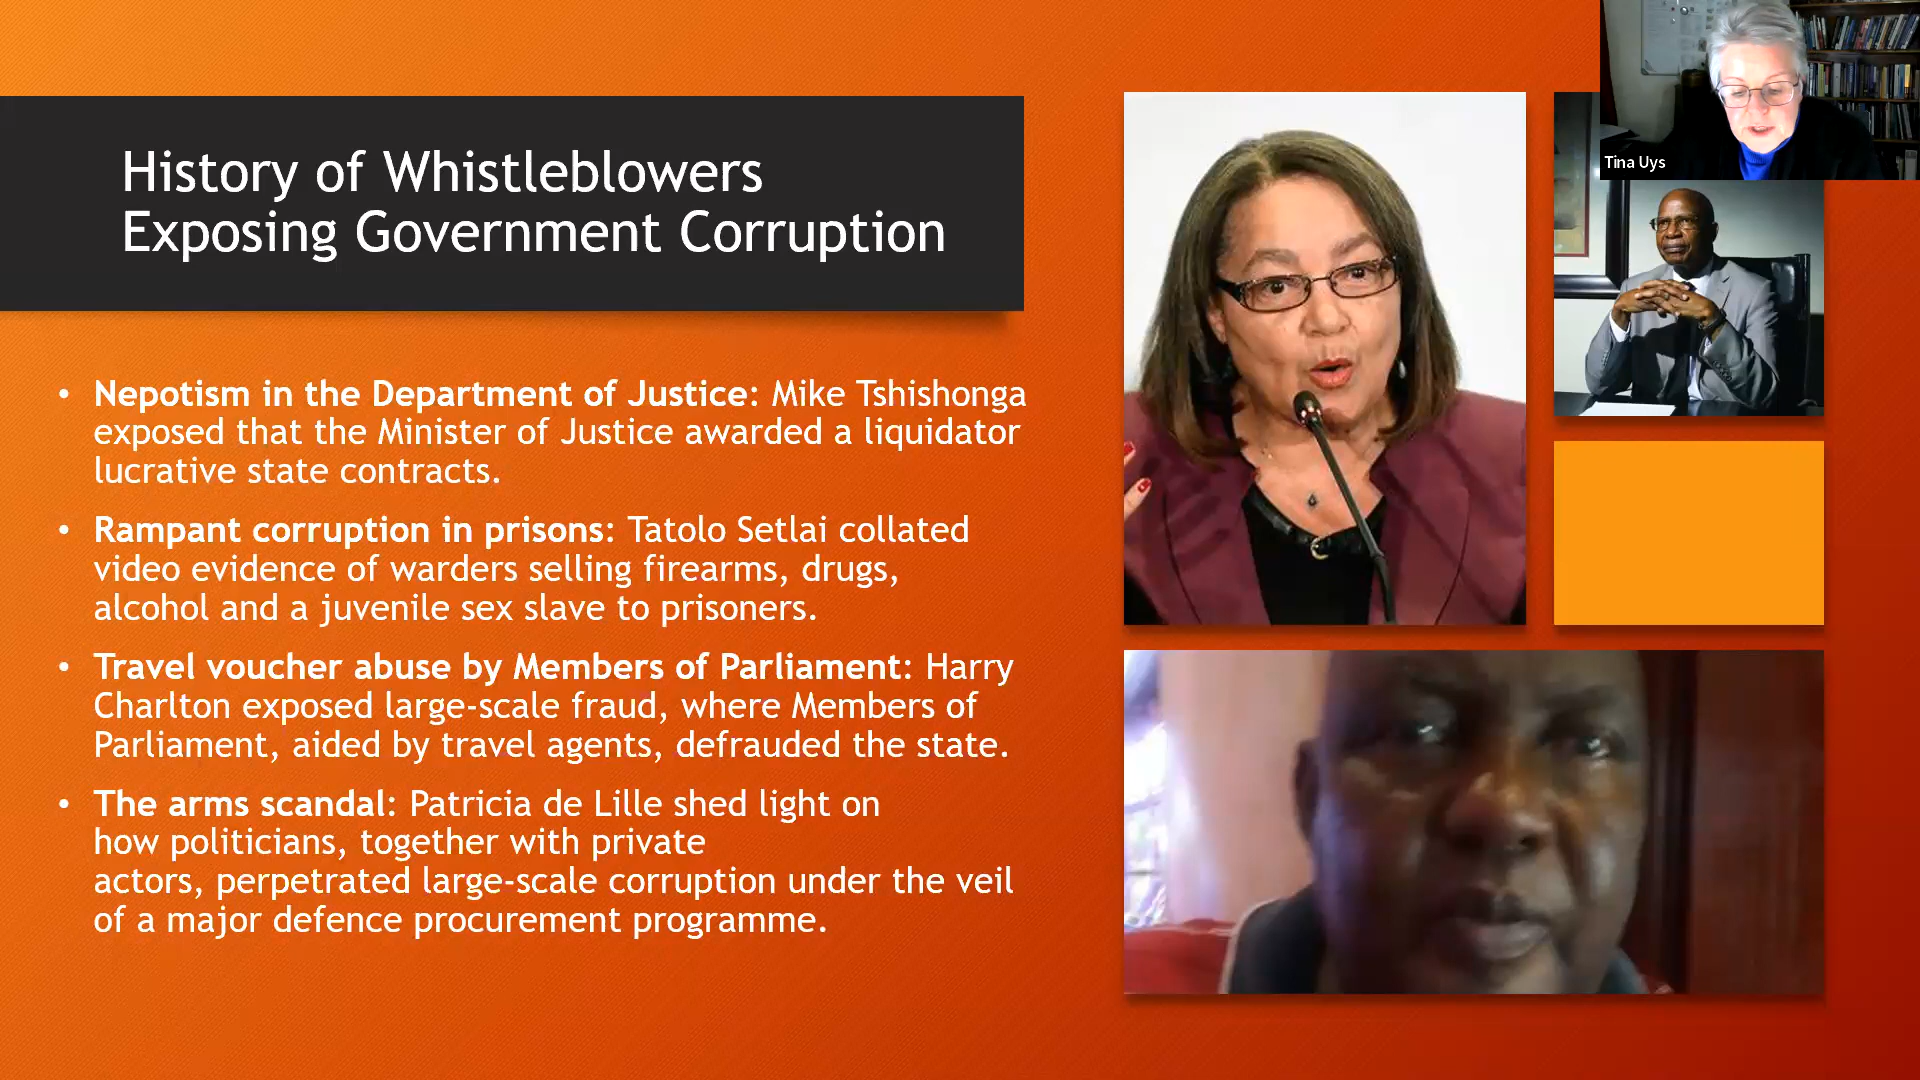 History of Whistleblowers
Exposing Government Corruption
• Nepotism in the Department of Justice: Mike Tshishonga
exposed that the Minister of Justice awarded a liquidator
lucrative state contracts.
• Rampant corruption in prisons: Tatolo Setlai collated
video evidence of warders selling firearms, drugs,
alcohol and a juvenile sex slave to prisoners.
• Travel voucher abuse by Members of Parliament: Harry
Charlton exposed large-scale fraud, where Members of
Parliament, aided by travel agents, defrauded the state.
• The arms scandal: Patricia de Lille shed light on
how politicians, together with private
actors, perpetrated large-scale corruption under the veil
of a major defence procurement programme.
Tina Uys